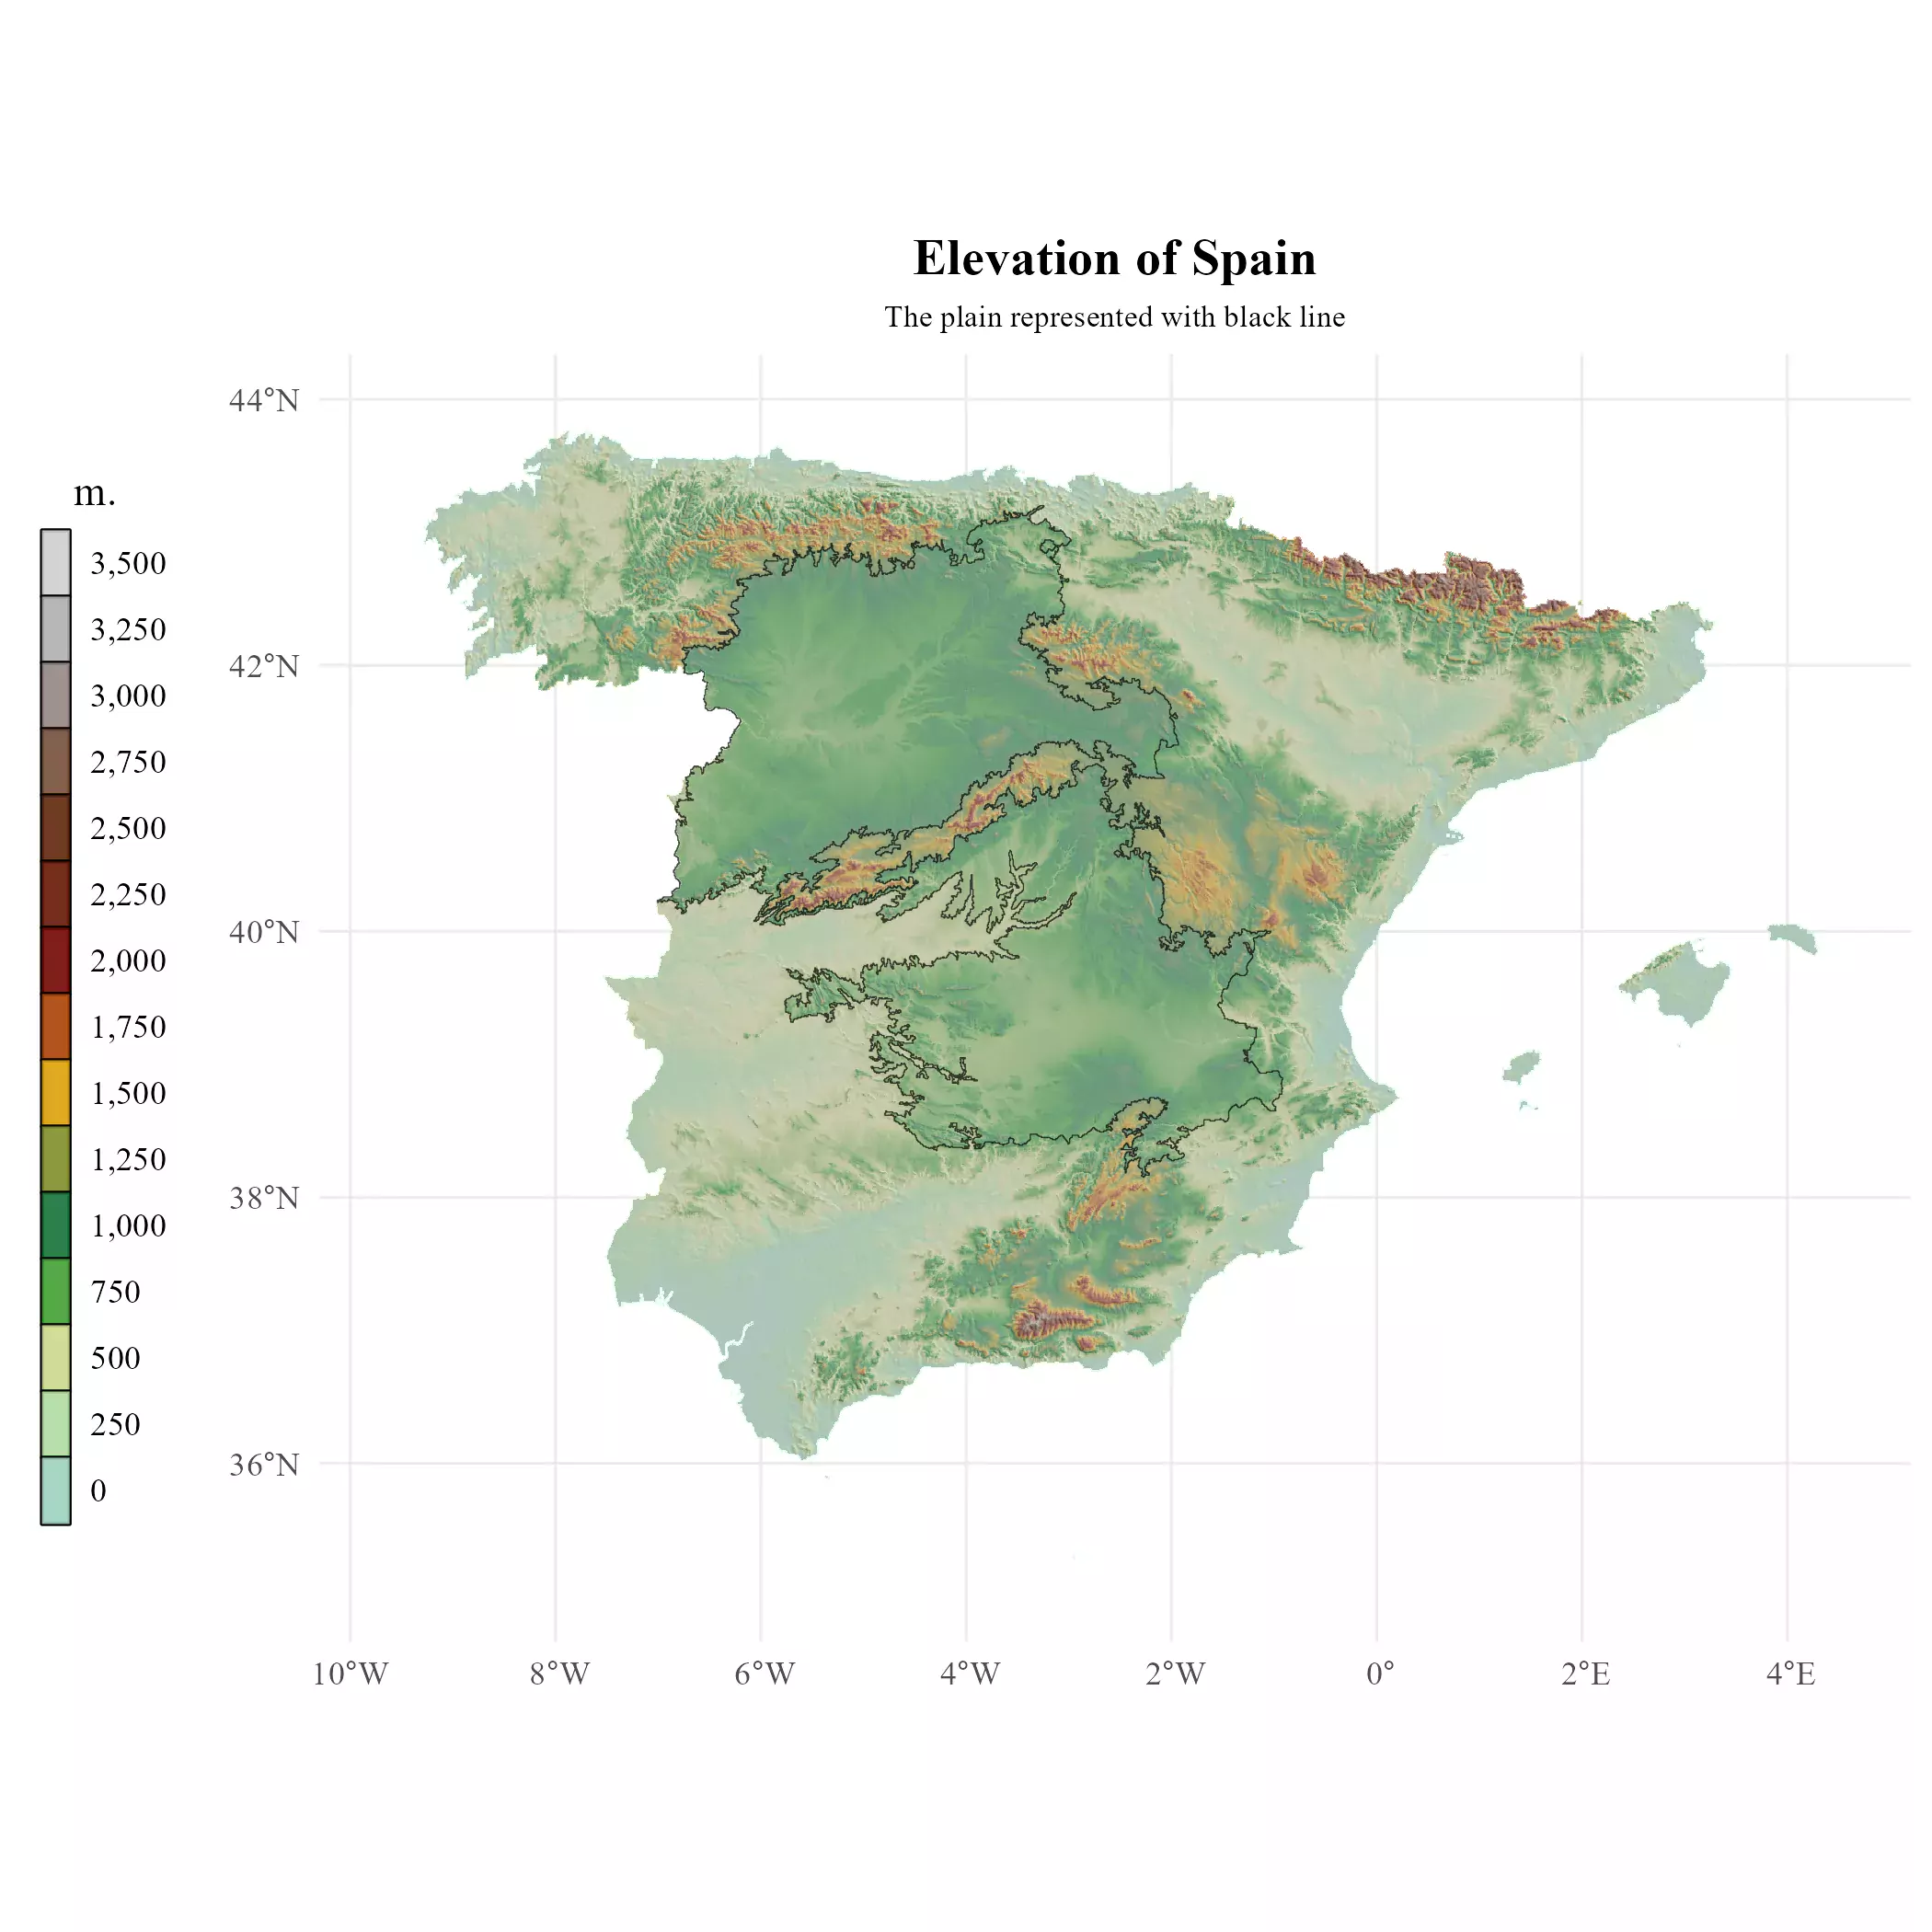 Elevation of Spain
The plain represented with black line
m.
3,500
3,250
3,000
2,750
2,500
2,250
2,000
1,750
1,500
1,250
1,000
750
500
250
0
44°N
42°N
40°N
38°N
36°N
10°W 8°W 6°W 4°W 2°W 0° 2°E 4°E